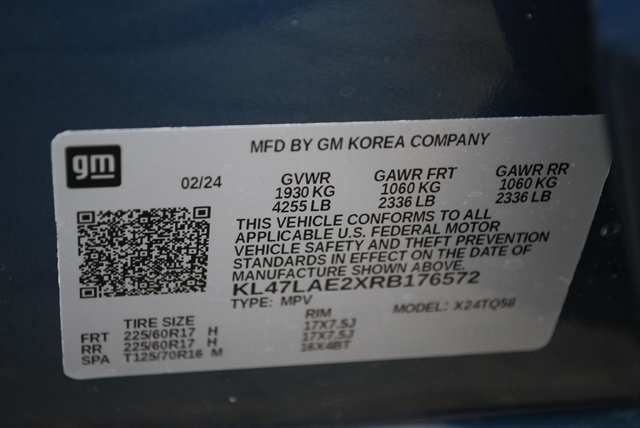 MFD BY GM KOREA COMPANY
gm
02/24
GVWR GAWR FRT GAWR RR
1930 KG 1060 KG 1060 KG
4255 LB 2336 LB 2336 LB
THIS VEHICLE CONFORMS TO ALL
APPLICABLE U.S. FEDERAL MOTOR
VEHICLE SAFETY AND THEFT PREVENTION
STANDARDS IN EFFECT ON THE DATE OF
MANUFACTURE SHOWN ABOVE.
KL47LAE2XRB176572
TYPE: MPV MODEL: X24TQ58
TIRE SIZE RIM
FRT 225/60R17 H 17X7.5J
RR 225/60R17 H 17X7.5J
SPA T125/70R16 M 16X4BT